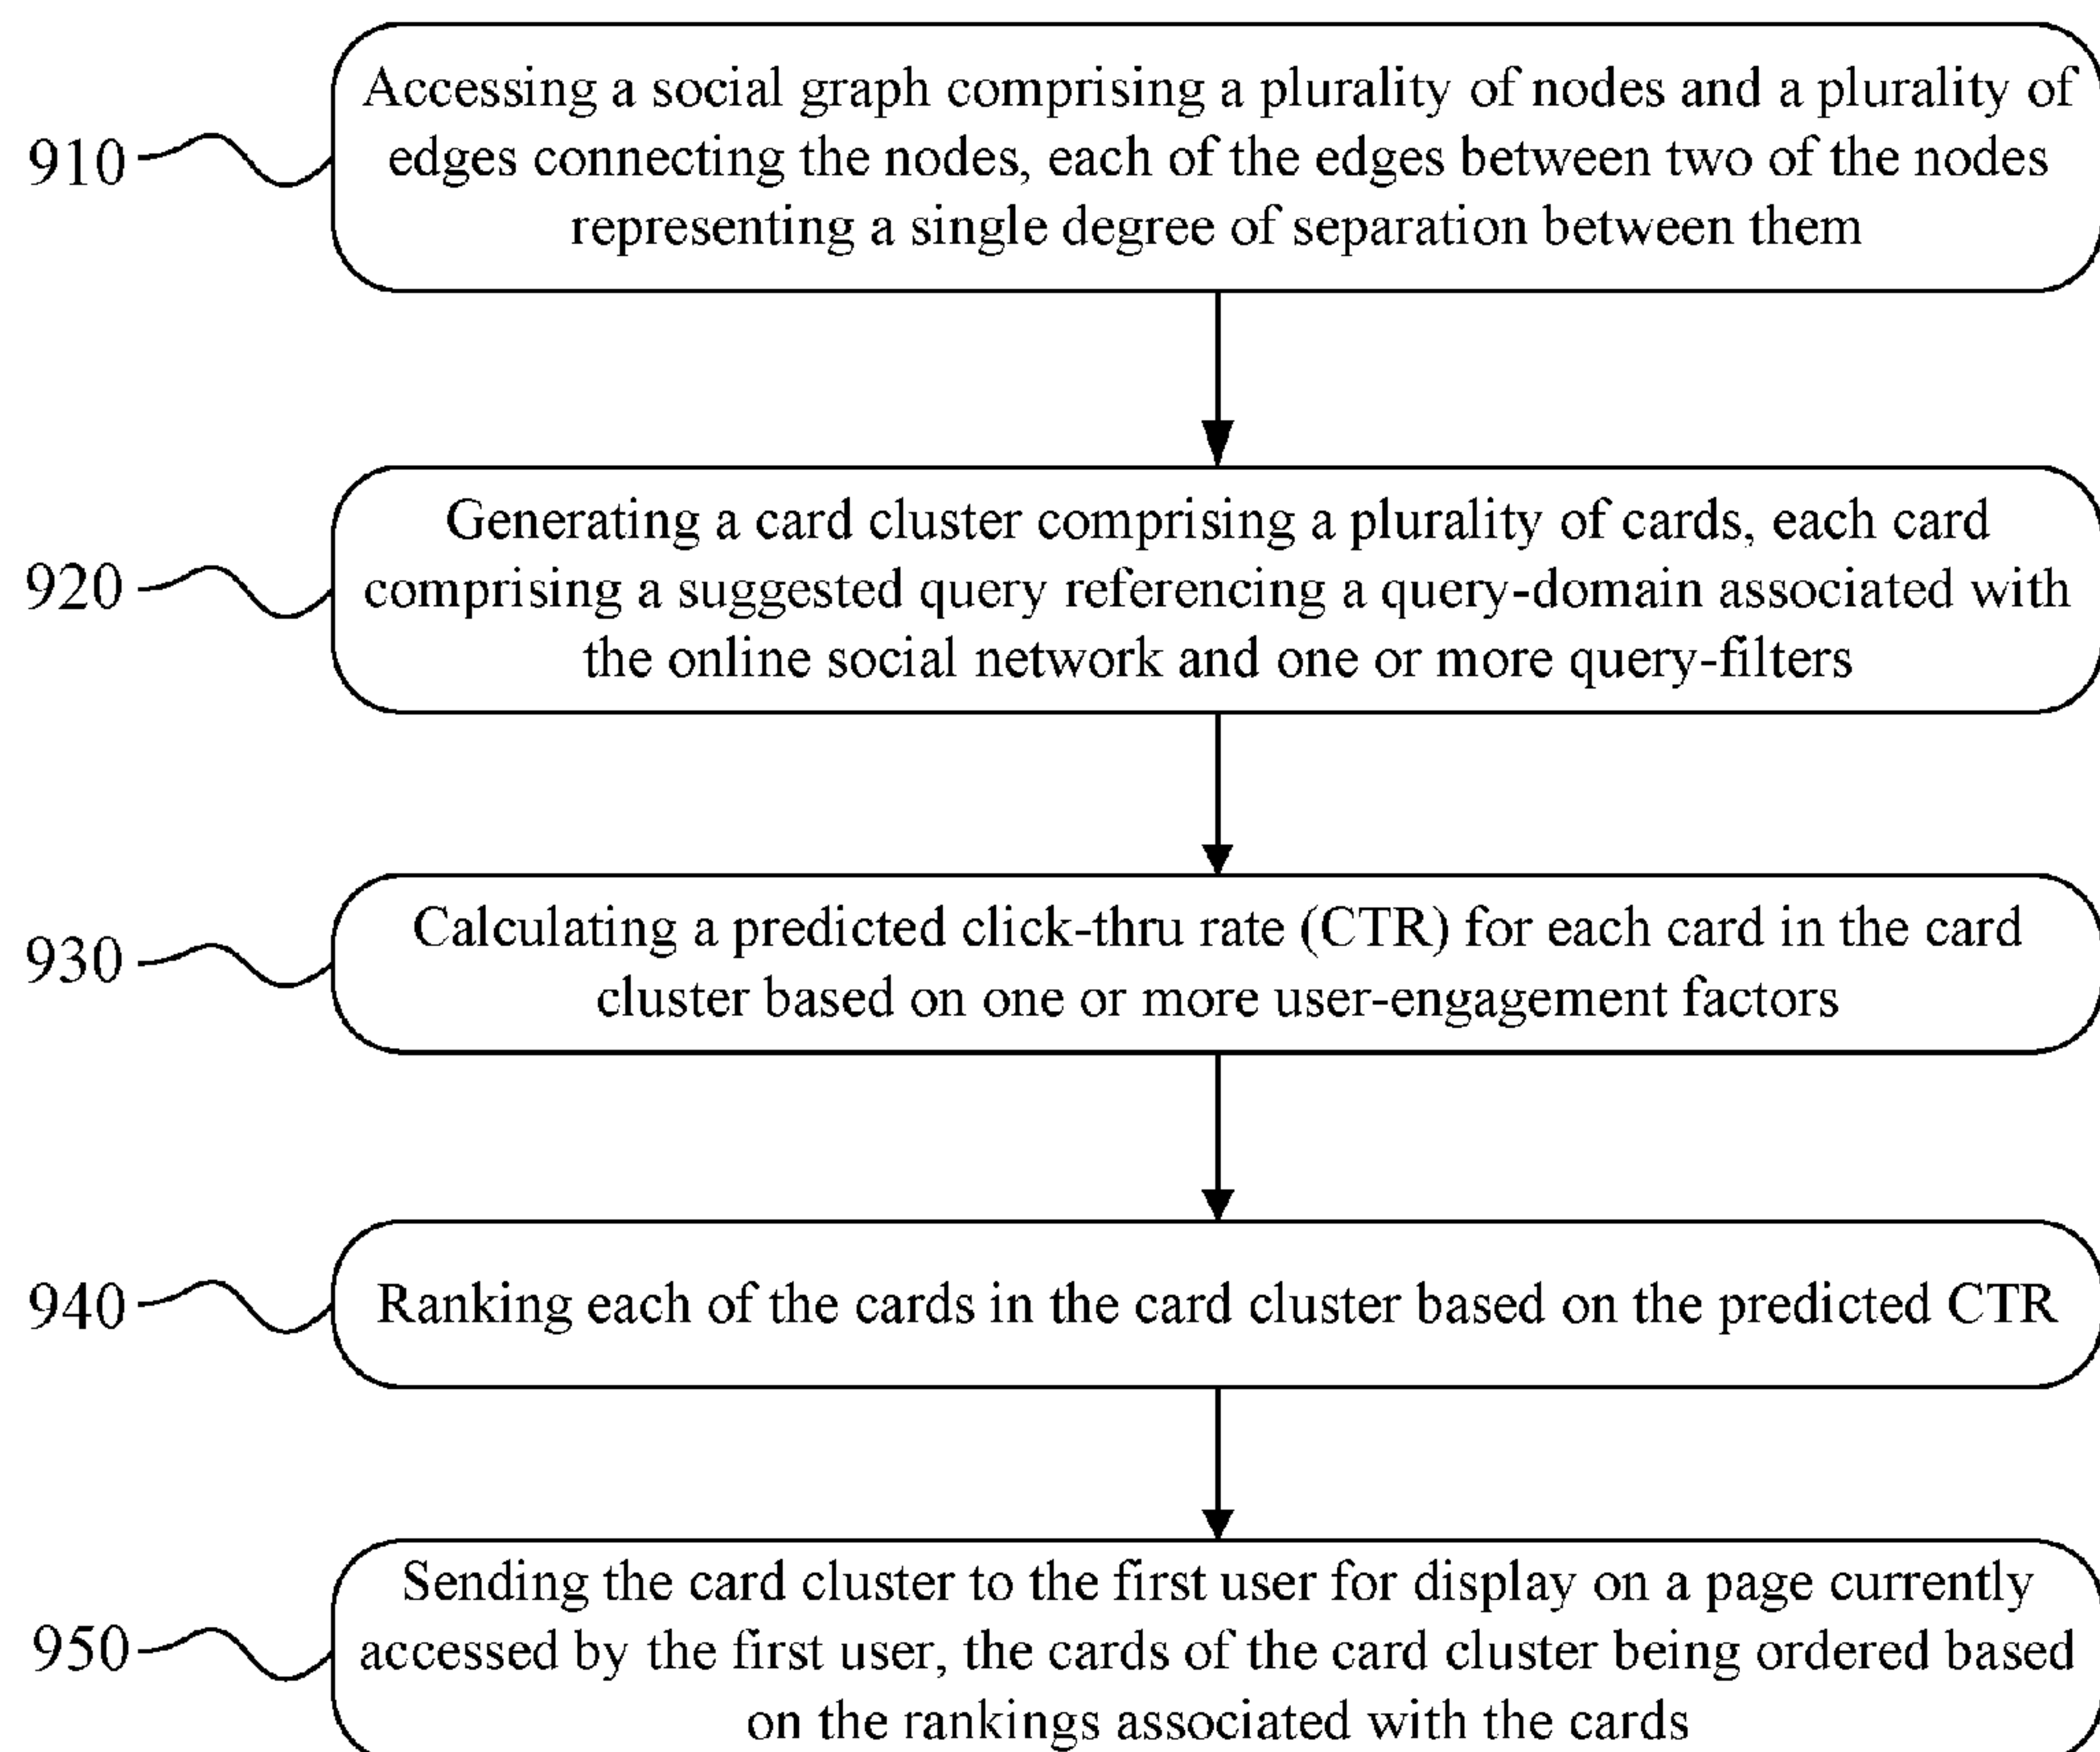 Accessing a social graph comprising a plurality of nodes and a plurality of
910
edges connecting the nodes, each of the edges between two of the nodes
representing a single degree of separation between them
Generating a card cluster comprising a plurality of cards, each card
920
comprising a suggested query referencing a query-domain associated with
the online social network and one or more query-filters
930
Calculating a predicted click-thru rate (CTR) for each card in the card
cluster based on one or more user-engagement factors
940
Ranking each of the cards in the card cluster based on the predicted CTR
Sending the card cluster to the first user for display on a page currently
950
accessed by the first user, the cards of the card cluster being ordered based
on the rankings associated with the cards